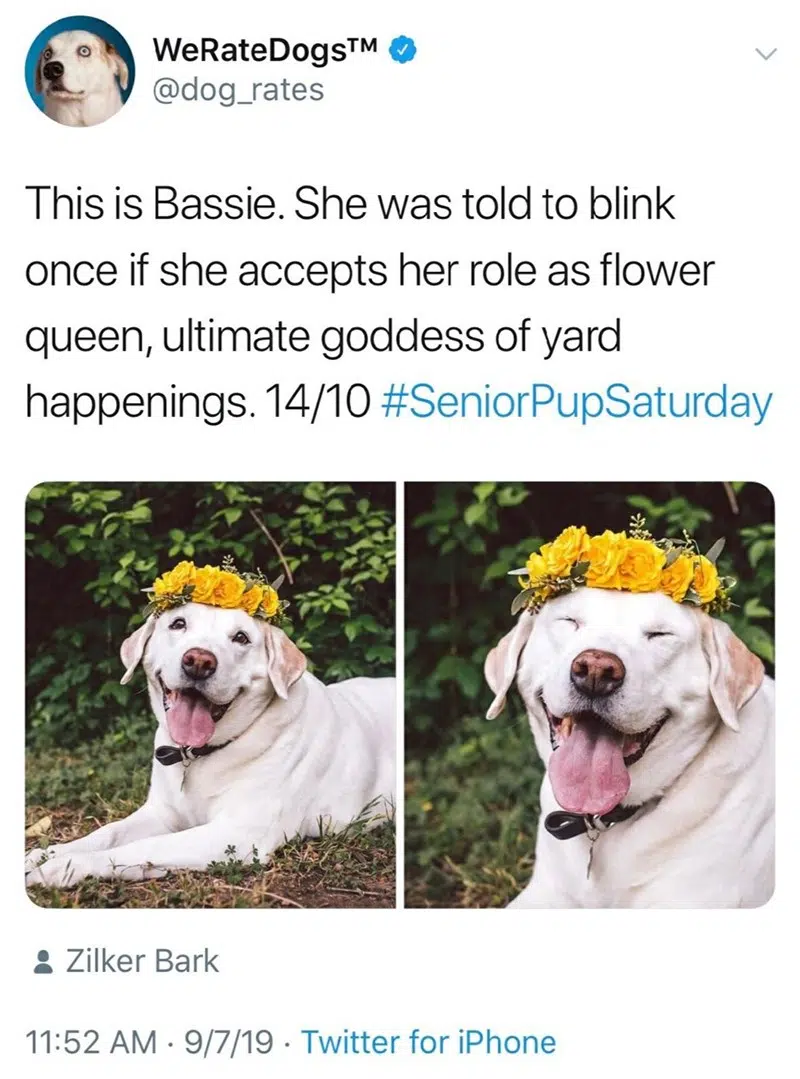 WeRateDogs™
@dog_rates
This is Bassie. She was told to blink
once if she accepts her role as flower
queen, ultimate goddess of yard
happenings. 14/10 #SeniorPupSaturday
Zilker Bark
11:52 AM · 9/7/19 · Twitter for iPhone